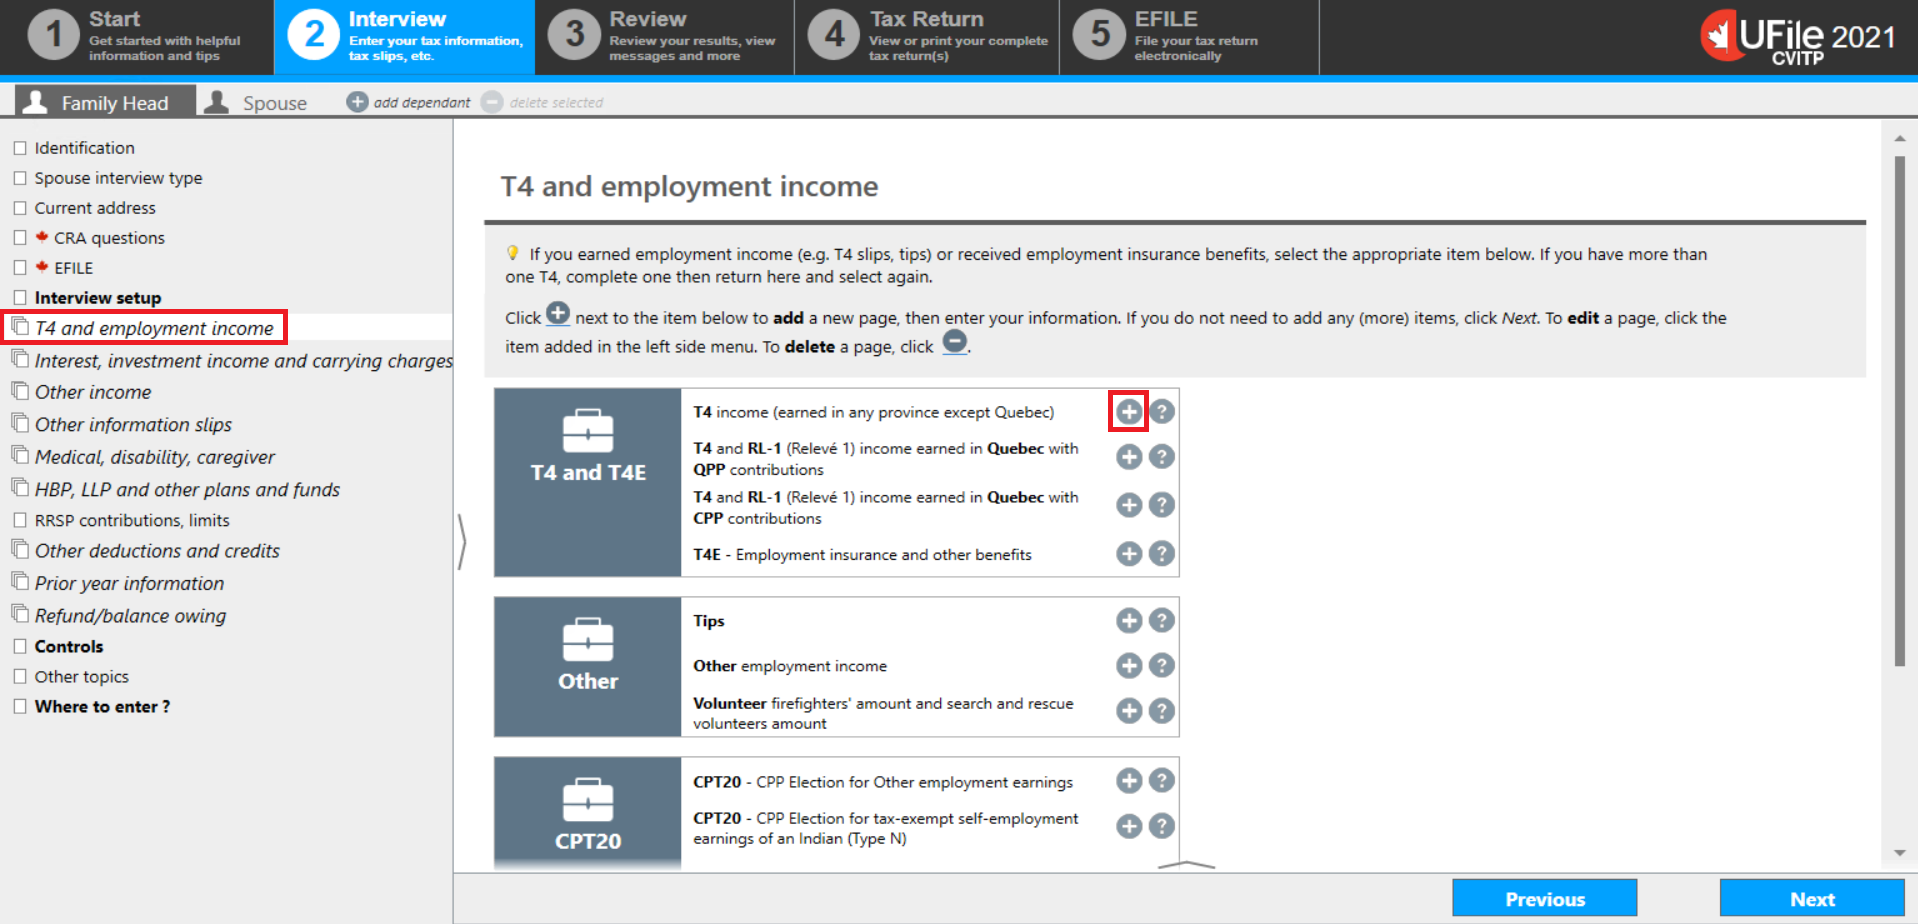 1 Start
Get started with helpful
information and tips
2 Interview
Enter your tax information,
tax slips, etc.
3 Review
Review your results, view
messages and more
4 Tax Return
View or print your complete
tax return(s)
5 EFILE
File your tax return
electronically
UFile 2021
CVITP
Family Head
Spouse
add dependant
delete selected
Identification
Spouse interview type
Current address
CRA questions
EFILE
Interview setup
T4 and employment income
Interest, investment income and carrying charges
Other income
Other information slips
Medical, disability, caregiver
HBP, LLP and other plans and funds
RRSP contributions, limits
Other deductions and credits
Prior year information
Refund/balance owing
Controls
Other topics
Where to enter ?
T4 and employment income
If you earned employment income (e.g. T4 slips, tips) or received employment insurance benefits, select the appropriate item below. If you have more than
one T4, complete one then return here and select again.
Click + next to the item below to add a new page, then enter your information. If you do not need to add any (more) items, click Next. To edit a page, click the
item added in the left side menu. To delete a page, click −.
T4 and T4E
T4 income (earned in any province except Quebec)
T4 and RL-1 (Relevé 1) income earned in Quebec with
QPP contributions
T4 and RL-1 (Relevé 1) income earned in Quebec with
CPP contributions
T4E - Employment insurance and other benefits
Other
Tips
Other employment income
Volunteer firefighters' amount and search and rescue
volunteers amount
CPT20
CPT20 - CPP Election for Other employment earnings
CPT20 - CPP Election for tax-exempt self-employment
earnings of an Indian (Type N)
Previous
Next